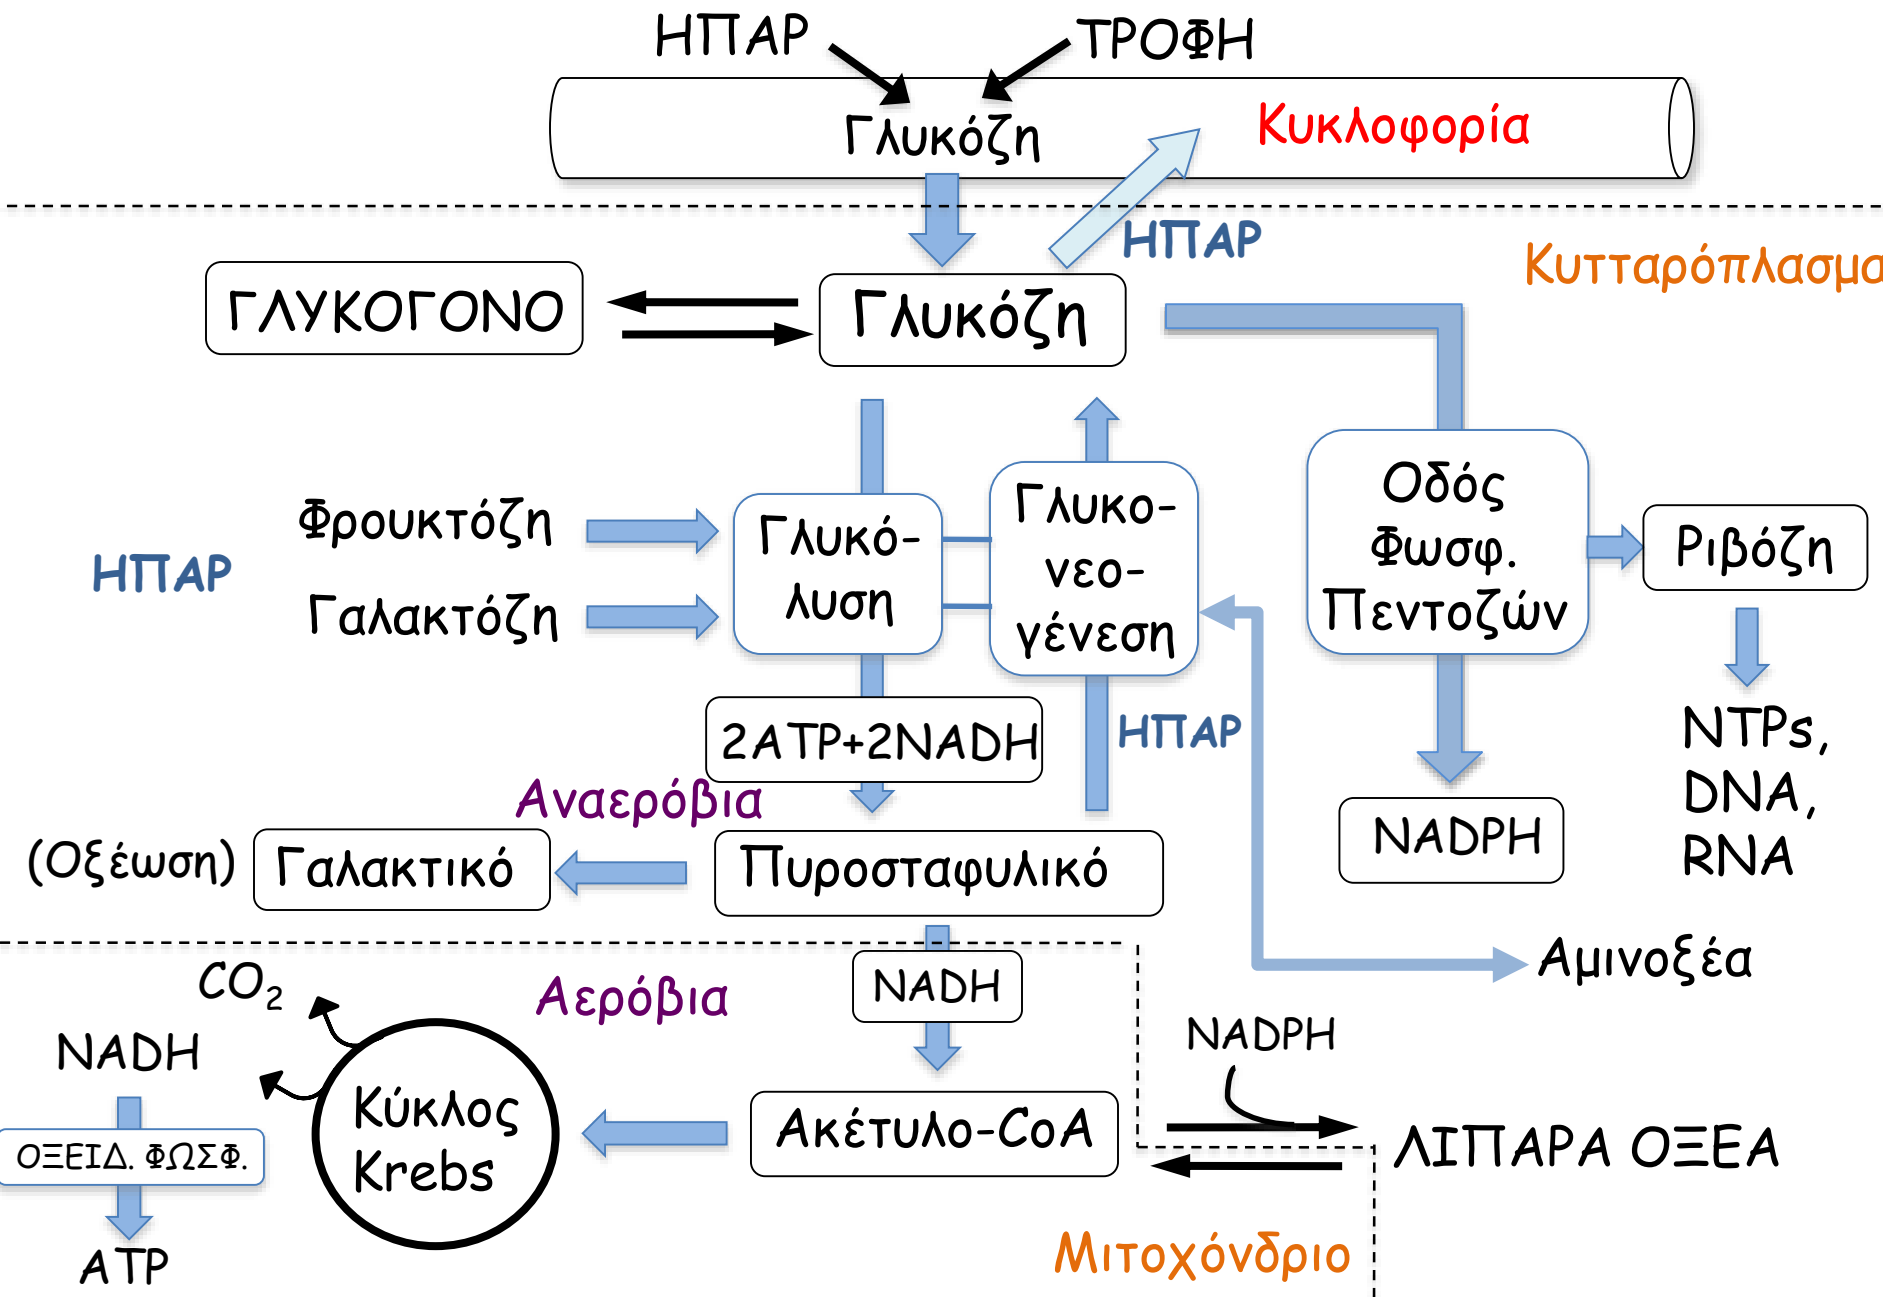 ΗΠΑΡ
ΤΡΟΦΗ
Γλυκόζη
Κυκλοφορία
ΗΠΑΡ
Κυτταρόπλασμα
ΓΛΥΚΟΓΟΝΟ
Γλυκόζη
ΗΠΑΡ
Φρουκτόζη
Γαλακτόζη
Γλυκό-
λυση
Γλυκο-
νεο-
γένεση
Οδός
Φωσφ.
Πεντοζών
Ριβόζη
2ATP+2NADH
ΗΠΑΡ
NTPs,
DNA,
RNA
Αναερόβια
NADPH
(Οξέωση)
Γαλακτικό
Πυροσταφυλικό
Αμινοξέα
CO2
Αερόβια
NADH
NADH
NADPH
Κύκλος
Krebs
Ακέτυλο-CoA
ΛΙΠΑΡΑ ΟΞΕΑ
ΟΞΕΙΔ. ΦΩΣΦ.
ATP
Μιτοχόνδριο